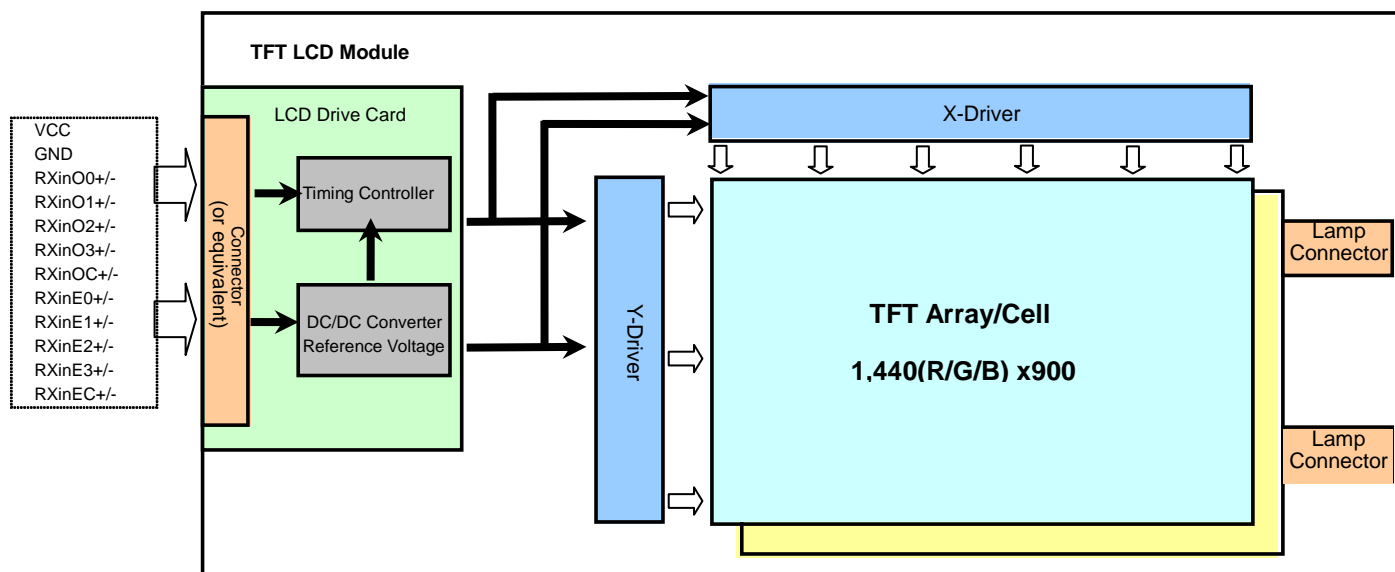 TFT LCD Module
VCC
GND
RXinO0+/-
RXinO1+/-
RXinO2+/-
RXinO3+/-
RXinOC+/-
RXinE0+/-
RXinE1+/-
RXinE2+/-
RXinE3+/-
RXinEC+/-
Connector
(or equivalent)
LCD Drive Card
Timing Controller
DC/DC Converter
Reference Voltage
X-Driver
Y-Driver
TFT Array/Cell
1,440(R/G/B) x900
Lamp
Connector
Lamp
Connector